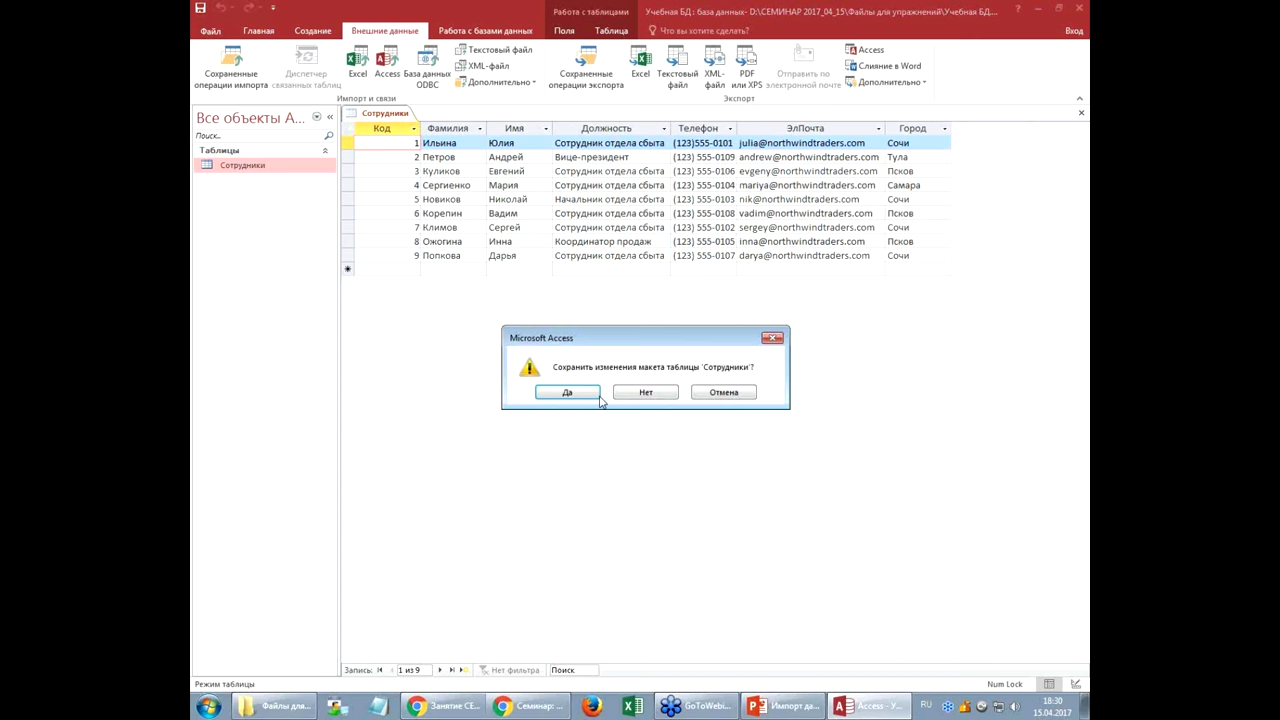 Работа с таблицами
Учебная БД : база данных- D:\СЕМИНАР 2017_04_15\Файлы для упражнений\Учебная БД....
Файл
Главная
Создание
Внешние данные
Работа с базами данных
Поля
Таблица
Что вы хотите сделать?
Вход
Сохраненные операции импорта
Диспетчер связанных таблиц
Excel
Access
База данных ODBC
Текстовый файл
XML-файл
Дополнительно
Импорт и связи
Сохраненные операции экспорта
Excel
Текстовый файл
XML-файл
PDF или XPS
Отправить по электронной почте
Access
Слияние в Word
Дополнительно
Экспорт
Все объекты A...
Поиск...
Таблицы
Сотрудники
Сотрудники
Код Фамилия Имя Должность Телефон ЭлПочта Город
1 Ильина Юлия Сотрудник отдела сбыта (123)555-0101 julia@northwindtraders.com Сочи
2 Петров Андрей Вице-президент (123) 555-0109 andrew@northwindtraders.com Тула
3 Куликов Евгений Сотрудник отдела сбыта (123) 555-0106 evgeny@northwindtraders.com Псков
4 Сергиенко Мария Сотрудник отдела сбыта (123) 555-0104 mariya@northwindtraders.com Самара
5 Новиков Николай Начальник отдела сбыта (123) 555-0103 nik@northwindtraders.com Сочи
6 Корепин Вадим Сотрудник отдела сбыта (123) 555-0108 vadim@northwindtraders.com Псков
7 Климов Сергей Сотрудник отдела сбыта (123) 555-0102 sergey@northwindtraders.com Сочи
8 Ожогина Инна Координатор продаж (123) 555-0105 inna@northwindtraders.com Псков
9 Попкова Дарья Сотрудник отдела сбыта (123) 555-0107 darya@northwindtraders.com Сочи
Microsoft Access
Сохранить изменения макета таблицы 'Сотрудники'?
Да
Нет
Отмена
Запись: 1 из 9 Нет фильтра Поиск
Режим таблицы
Num Lock
Файлы для...
Занятие СЕ...
Семинар: ...
GoToWebi...
Импорт да...
Access - У...
RU
18:30
15.04.2017